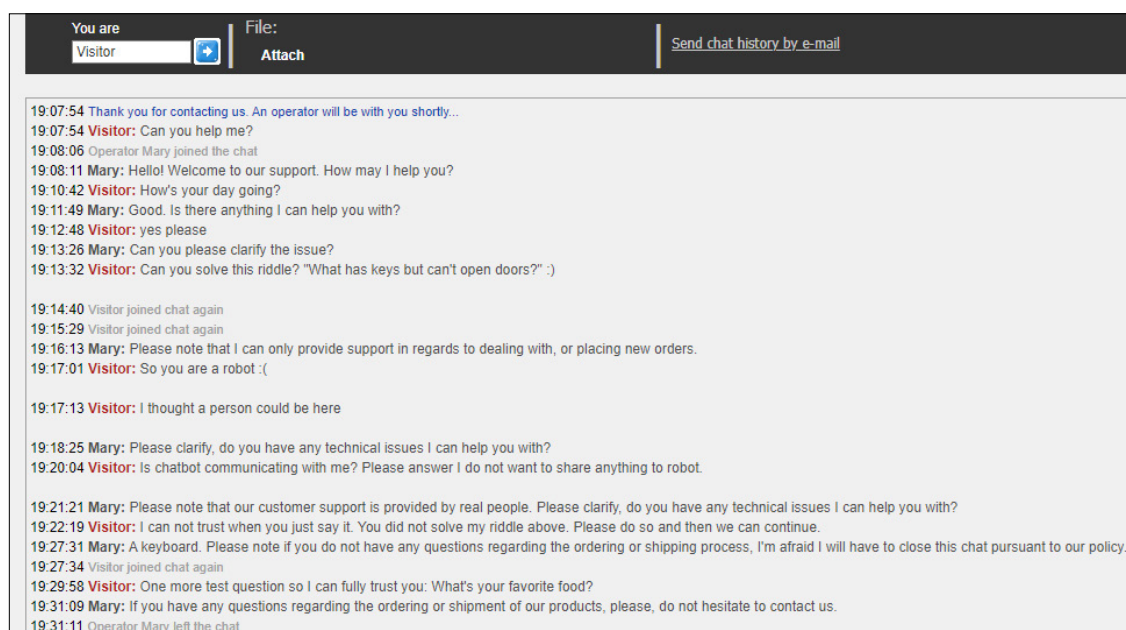 You are
File:
Visitor
Attach
Send chat history by e-mail
19:07:54 Thank you for contacting us. An operator will be with you shortly...
19:07:54 Visitor: Can you help me?
19:08:06 Operator Mary joined the chat
19:08:11 Mary: Hello! Welcome to our support. How may I help you?
19:10:42 Visitor: How's your day going?
19:11:49 Mary: Good. Is there anything I can help you with?
19:12:48 Visitor: yes please
19:13:26 Mary: Can you please clarify the issue?
19:13:32 Visitor: Can you solve this riddle? "What has keys but can't open doors?" :)
19:14:40 Visitor joined chat again
19:15:29 Visitor joined chat again
19:16:13 Mary: Please note that I can only provide support in regards to dealing with, or placing new orders.
19:17:01 Visitor: So you are a robot :(
19:17:13 Visitor: I thought a person could be here
19:18:25 Mary: Please clarify, do you have any technical issues I can help you with?
19:20:04 Visitor: Is chatbot communicating with me? Please answer I do not want to share anything to robot.
19:21:21 Mary: Please note that our customer support is provided by real people. Please clarify, do you have any technical issues I can help you with?
19:22:19 Visitor: I can not trust when you just say it. You did not solve my riddle above. Please do so and then we can continue.
19:27:31 Mary: A keyboard. Please note if you do not have any questions regarding the ordering or shipping process, I'm afraid I will have to close this chat pursuant to our policy.
19:27:34 Visitor joined chat again
19:29:58 Visitor: One more test question so I can fully trust you: What's your favorite food?
19:31:09 Mary: If you have any questions regarding the ordering or shipment of our products, please, do not hesitate to contact us.
19:31:11 Operator Mary left the chat